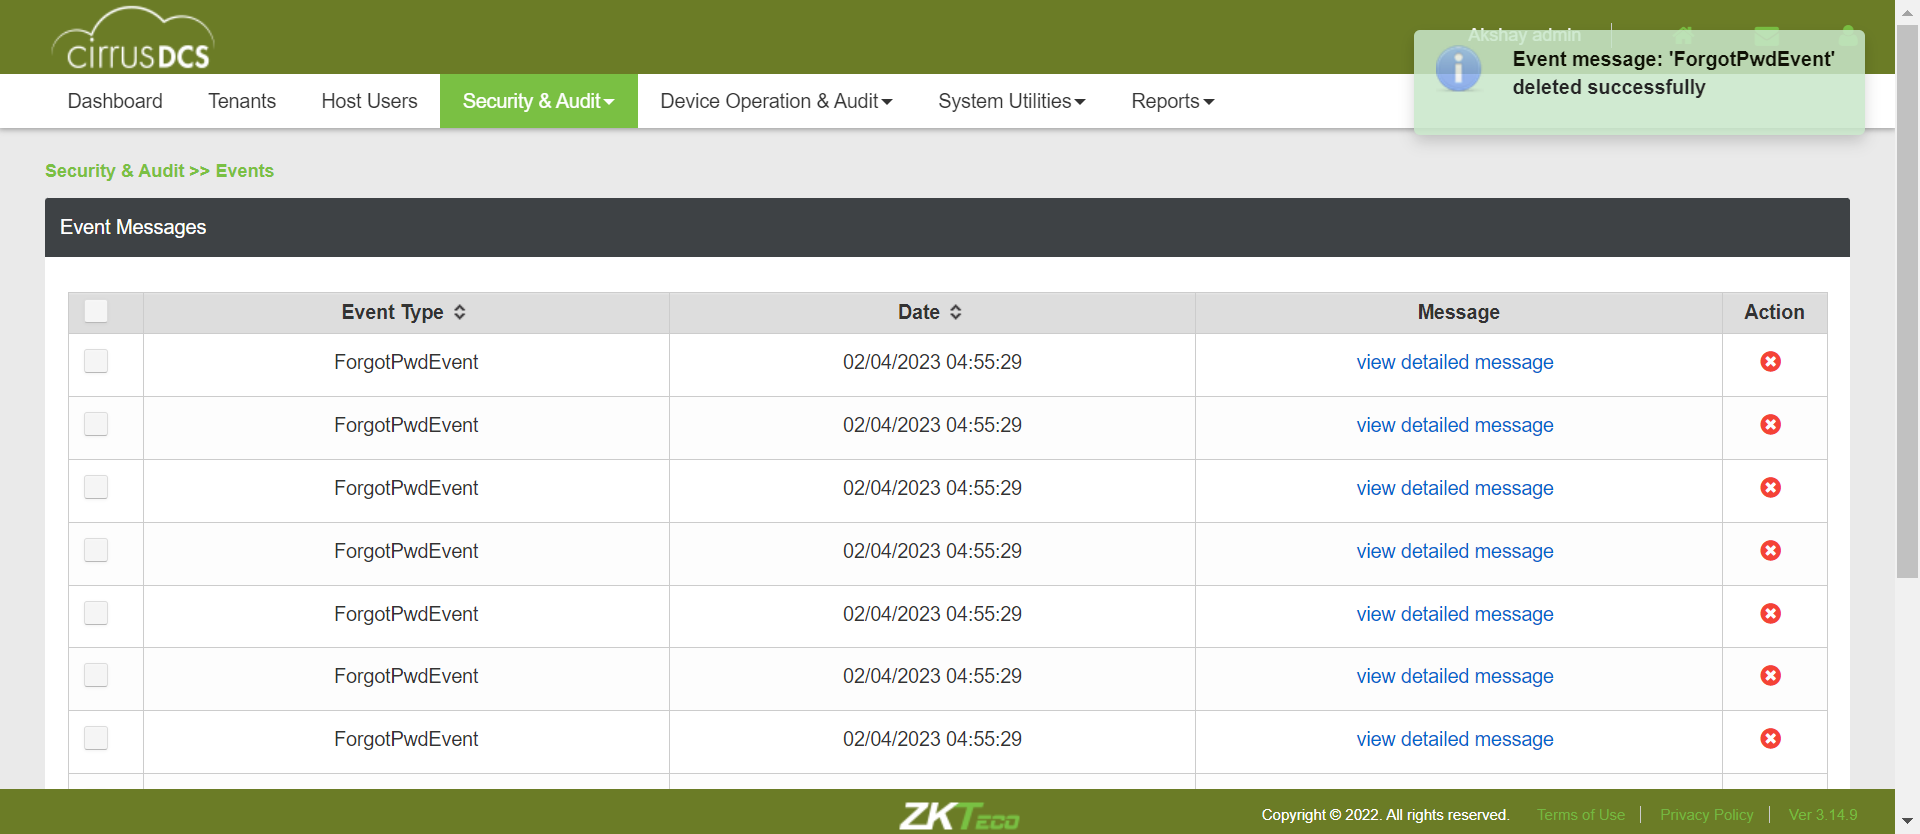 cirrusDCS
Akshay admin
Event message: 'ForgotPwdEvent'
deleted successfully
Dashboard Tenants Host Users Security & Audit Device Operation & Audit System Utilities Reports
Security & Audit >> Events
Event Messages
Event Type Date Message Action
ForgotPwdEvent 02/04/2023 04:55:29 view detailed message
ForgotPwdEvent 02/04/2023 04:55:29 view detailed message
ForgotPwdEvent 02/04/2023 04:55:29 view detailed message
ForgotPwdEvent 02/04/2023 04:55:29 view detailed message
ForgotPwdEvent 02/04/2023 04:55:29 view detailed message
ForgotPwdEvent 02/04/2023 04:55:29 view detailed message
ForgotPwdEvent 02/04/2023 04:55:29 view detailed message
ZKTeco Copyright © 2022. All rights reserved. Terms of Use Privacy Policy Ver 3.14.9